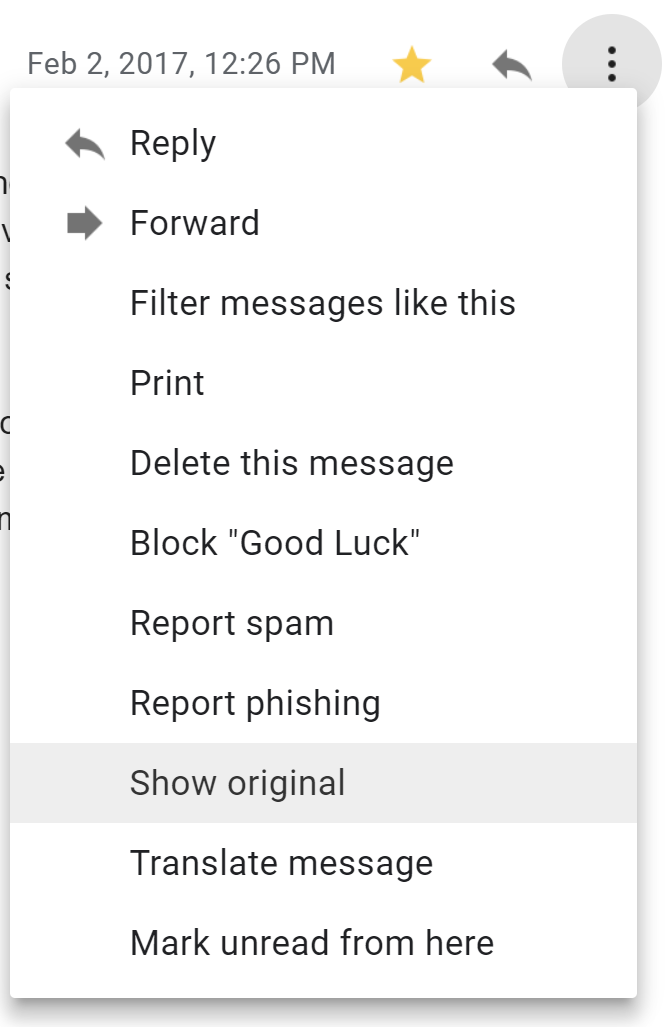 Feb 2, 2017, 12:26 PM
Reply
Forward
Filter messages like this
Print
Delete this message
Block "Good Luck"
Report spam
Report phishing
Show original
Translate message
Mark unread from here